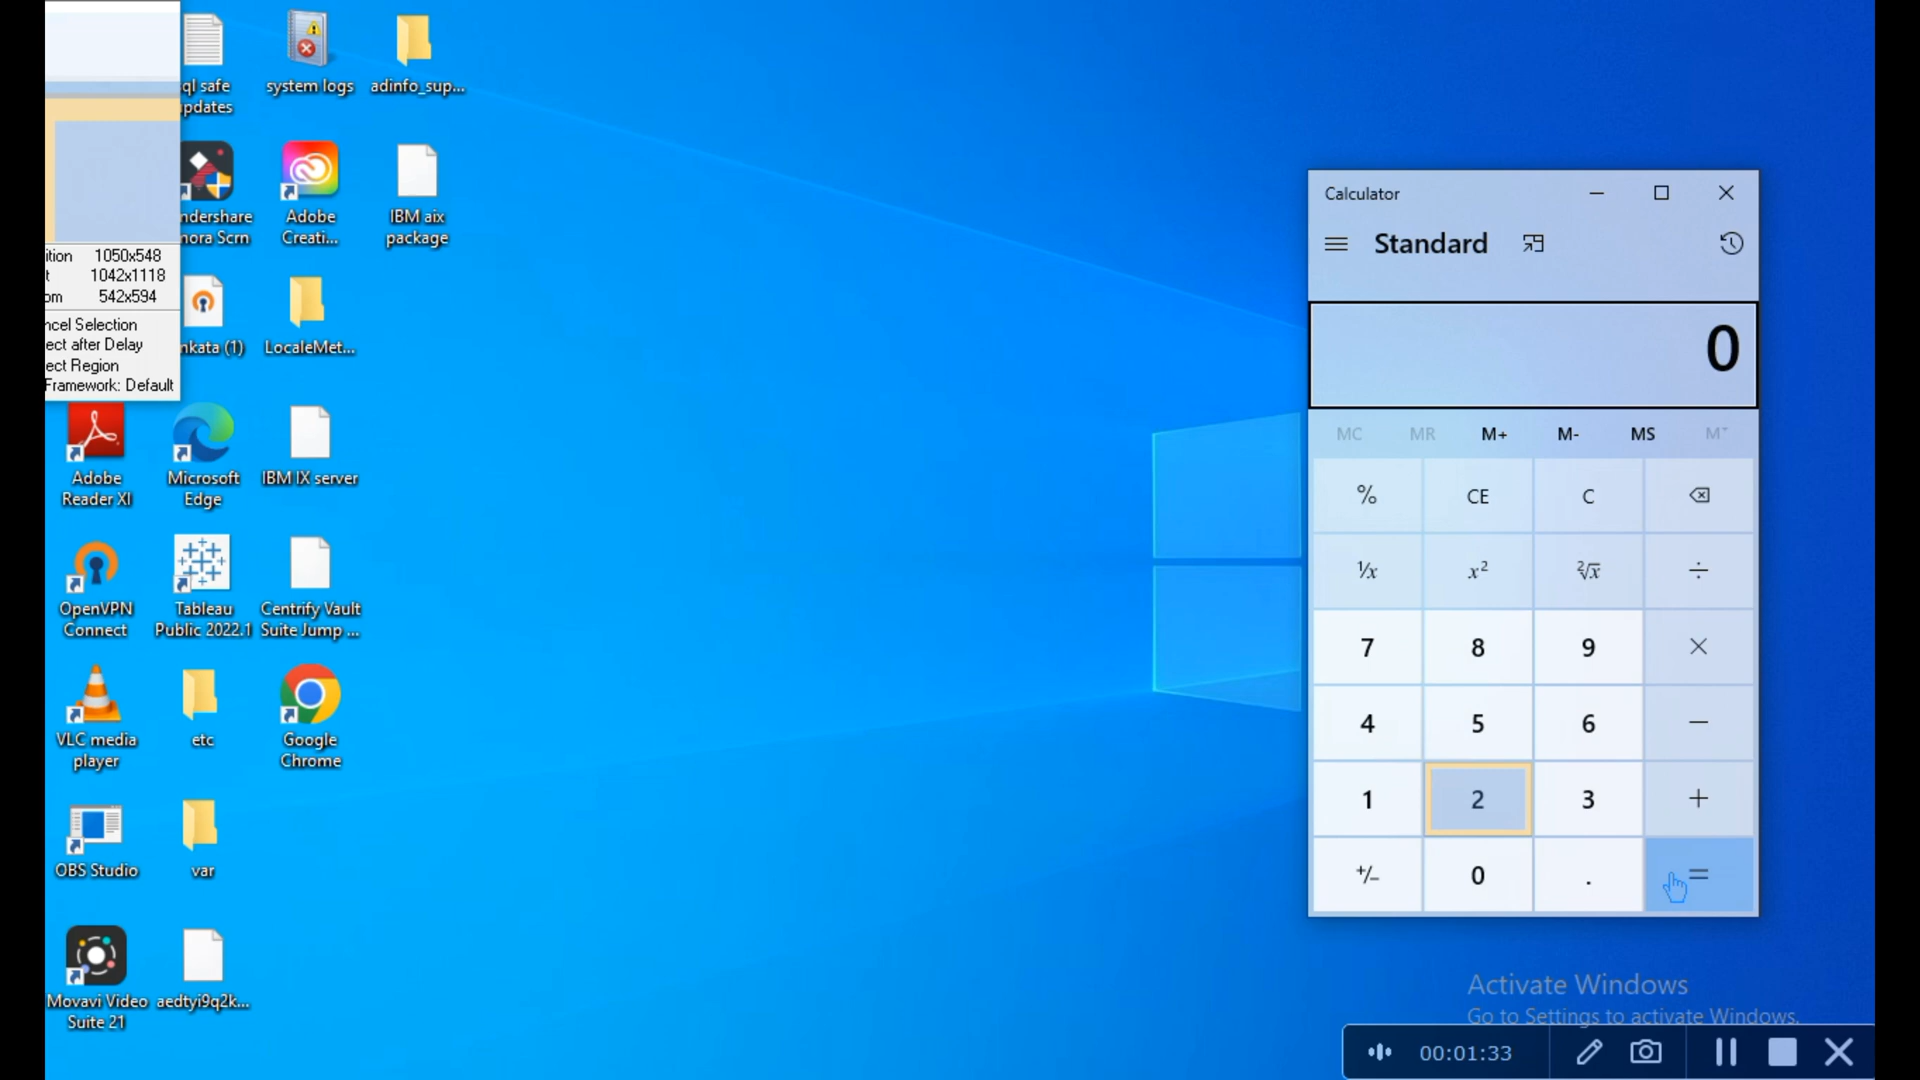 ql safe
updates
system logs
adinfo_sup...
ndershare
nora Scrn
Adobe
Creati...
IBM aix
package
ition 1050x548
t 1042x1118
om 542x594
ncel Selection
ect after Delay
ect Region
Framework: Default
nkata (1)
LocaleMet...
Adobe
Reader XI
Microsoft
Edge
IBM IX server
OpenVPN
Connect
Tableau
Public 2022.1
Centrify Vault
Suite Jump ...
VLC media
player
etc
Google
Chrome
OBS Studio
var
Movavi Video
Suite 21
aedtyi9q2k...
Calculator
Standard
0
MC MR M+ M- MS M˅
% CE C
¹/x x² ²√x ÷
7 8 9 ×
4 5 6 −
1 2 3 +
+/− 0 . =
Activate Windows
Go to Settings to activate Windows.
00:01:33